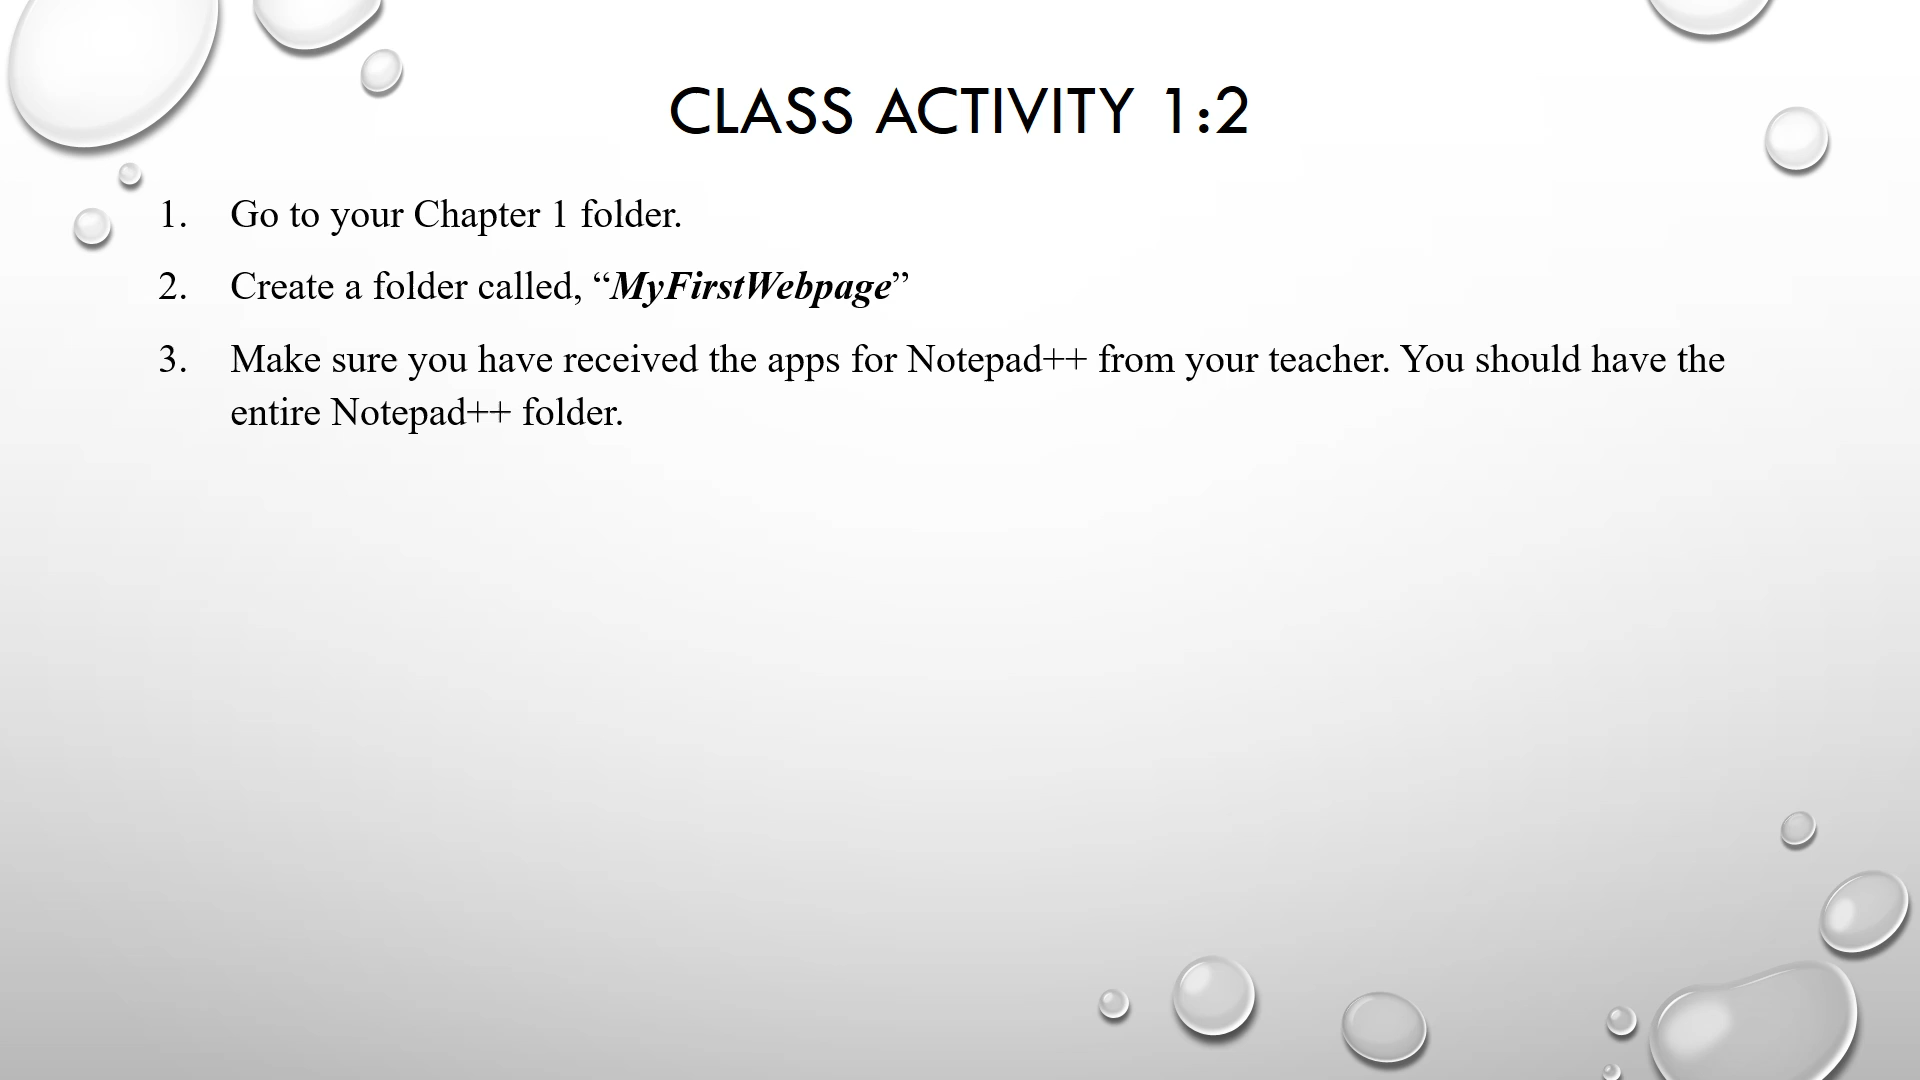 CLASS ACTIVITY 1:2
1. Go to your Chapter 1 folder.
2. Create a folder called, “MyFirstWebpage”
3. Make sure you have received the apps for Notepad++ from your teacher. You should have the
entire Notepad++ folder.